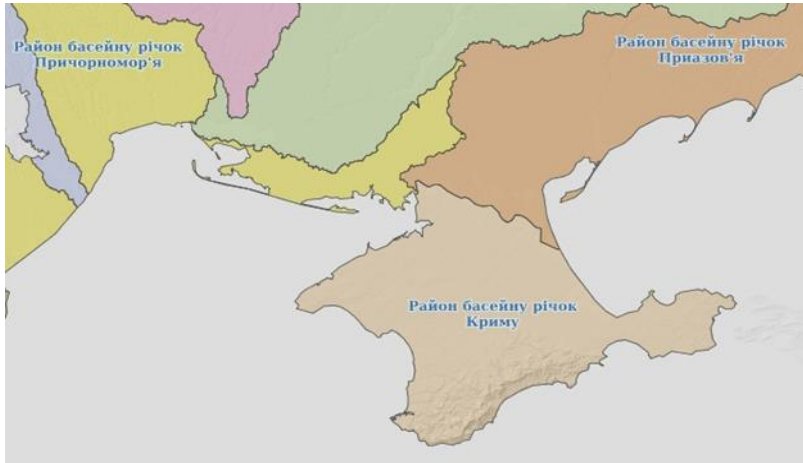 Район басейну річок
Причорномор'я
Район басейну річок
Приазов'я
Район басейну річок
Криму